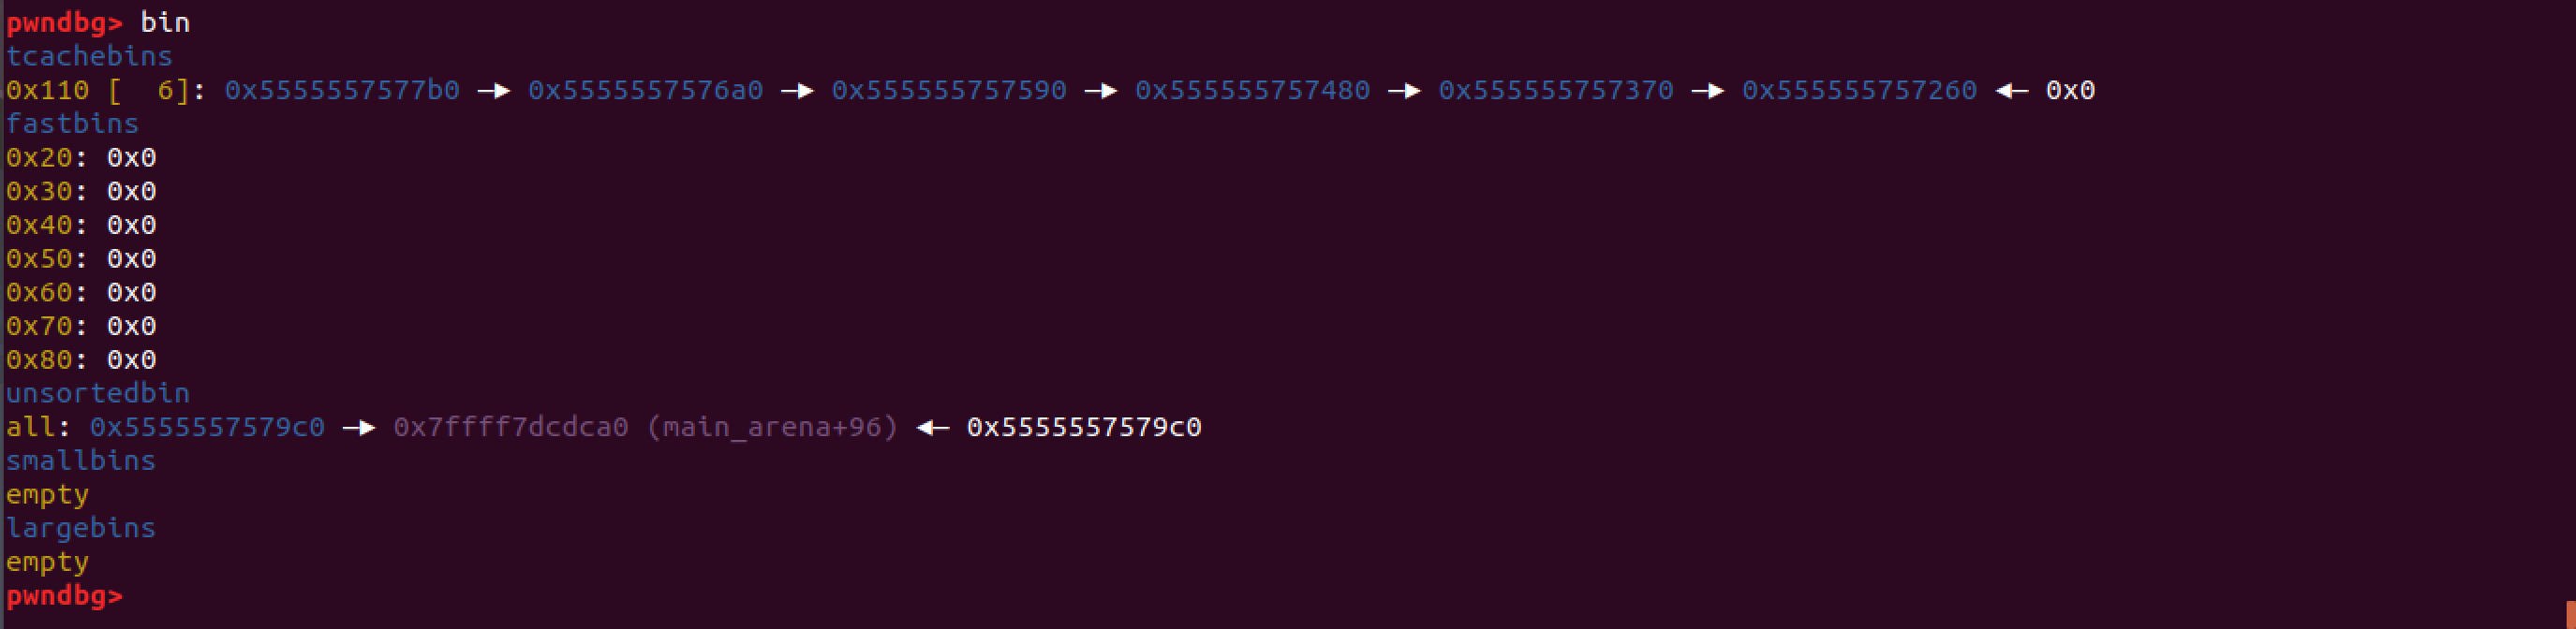 pwndbg> bin
tcachebins
0x110 [  6]: 0x5555557577b0 —▸ 0x5555557576a0 —▸ 0x555555757590 —▸ 0x555555757480 —▸ 0x555555757370 —▸ 0x555555757260 ◂— 0x0
fastbins
0x20: 0x0
0x30: 0x0
0x40: 0x0
0x50: 0x0
0x60: 0x0
0x70: 0x0
0x80: 0x0
unsortedbin
all: 0x5555557579c0 —▸ 0x7ffff7dcdca0 (main_arena+96) ◂— 0x5555557579c0
smallbins
empty
largebins
empty
pwndbg>